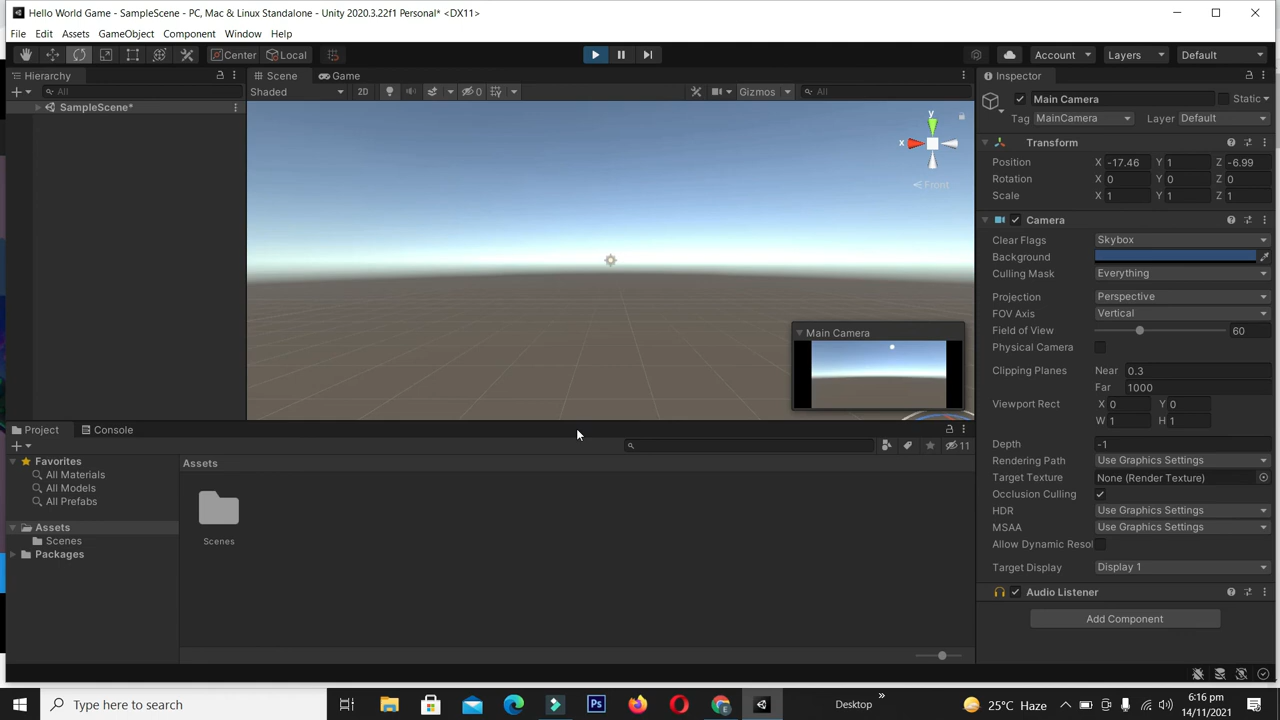 Hello World Game - SampleScene - PC, Mac & Linux Standalone - Unity 2020.3.22f1 Personal* <DX11>
File Edit Assets GameObject Component Window Help
Center Local Account Layers Default
Hierarchy Scene Game Inspector
All Shaded 2D 0 Gizmos All
Main Camera Static
SampleScene*
Tag MainCamera Layer Default
y
x
Front
Transform
Position X -17.46 Y 1 Z -6.99
Rotation X 0 Y 0 Z 0
Scale X 1 Y 1 Z 1
Camera
Clear Flags Skybox
Background
Culling Mask Everything
Projection Perspective
FOV Axis Vertical
Field of View 60
Main Camera
Physical Camera
Clipping Planes Near 0.3
Far 1000
Viewport Rect X 0 Y 0
W 1 H 1
Project Console
Depth -1
11
Rendering Path Use Graphics Settings
Favorites Assets
All Materials
All Models
All Prefabs
Target Texture None (Render Texture)
Occlusion Culling
HDR Use Graphics Settings
MSAA Use Graphics Settings
Assets
Scenes
Packages
Scenes
Allow Dynamic Resol
Target Display Display 1
Audio Listener
Add Component
Type here to search
Ps
Desktop
»
25°C Haze
6:16 pm
14/11/2021